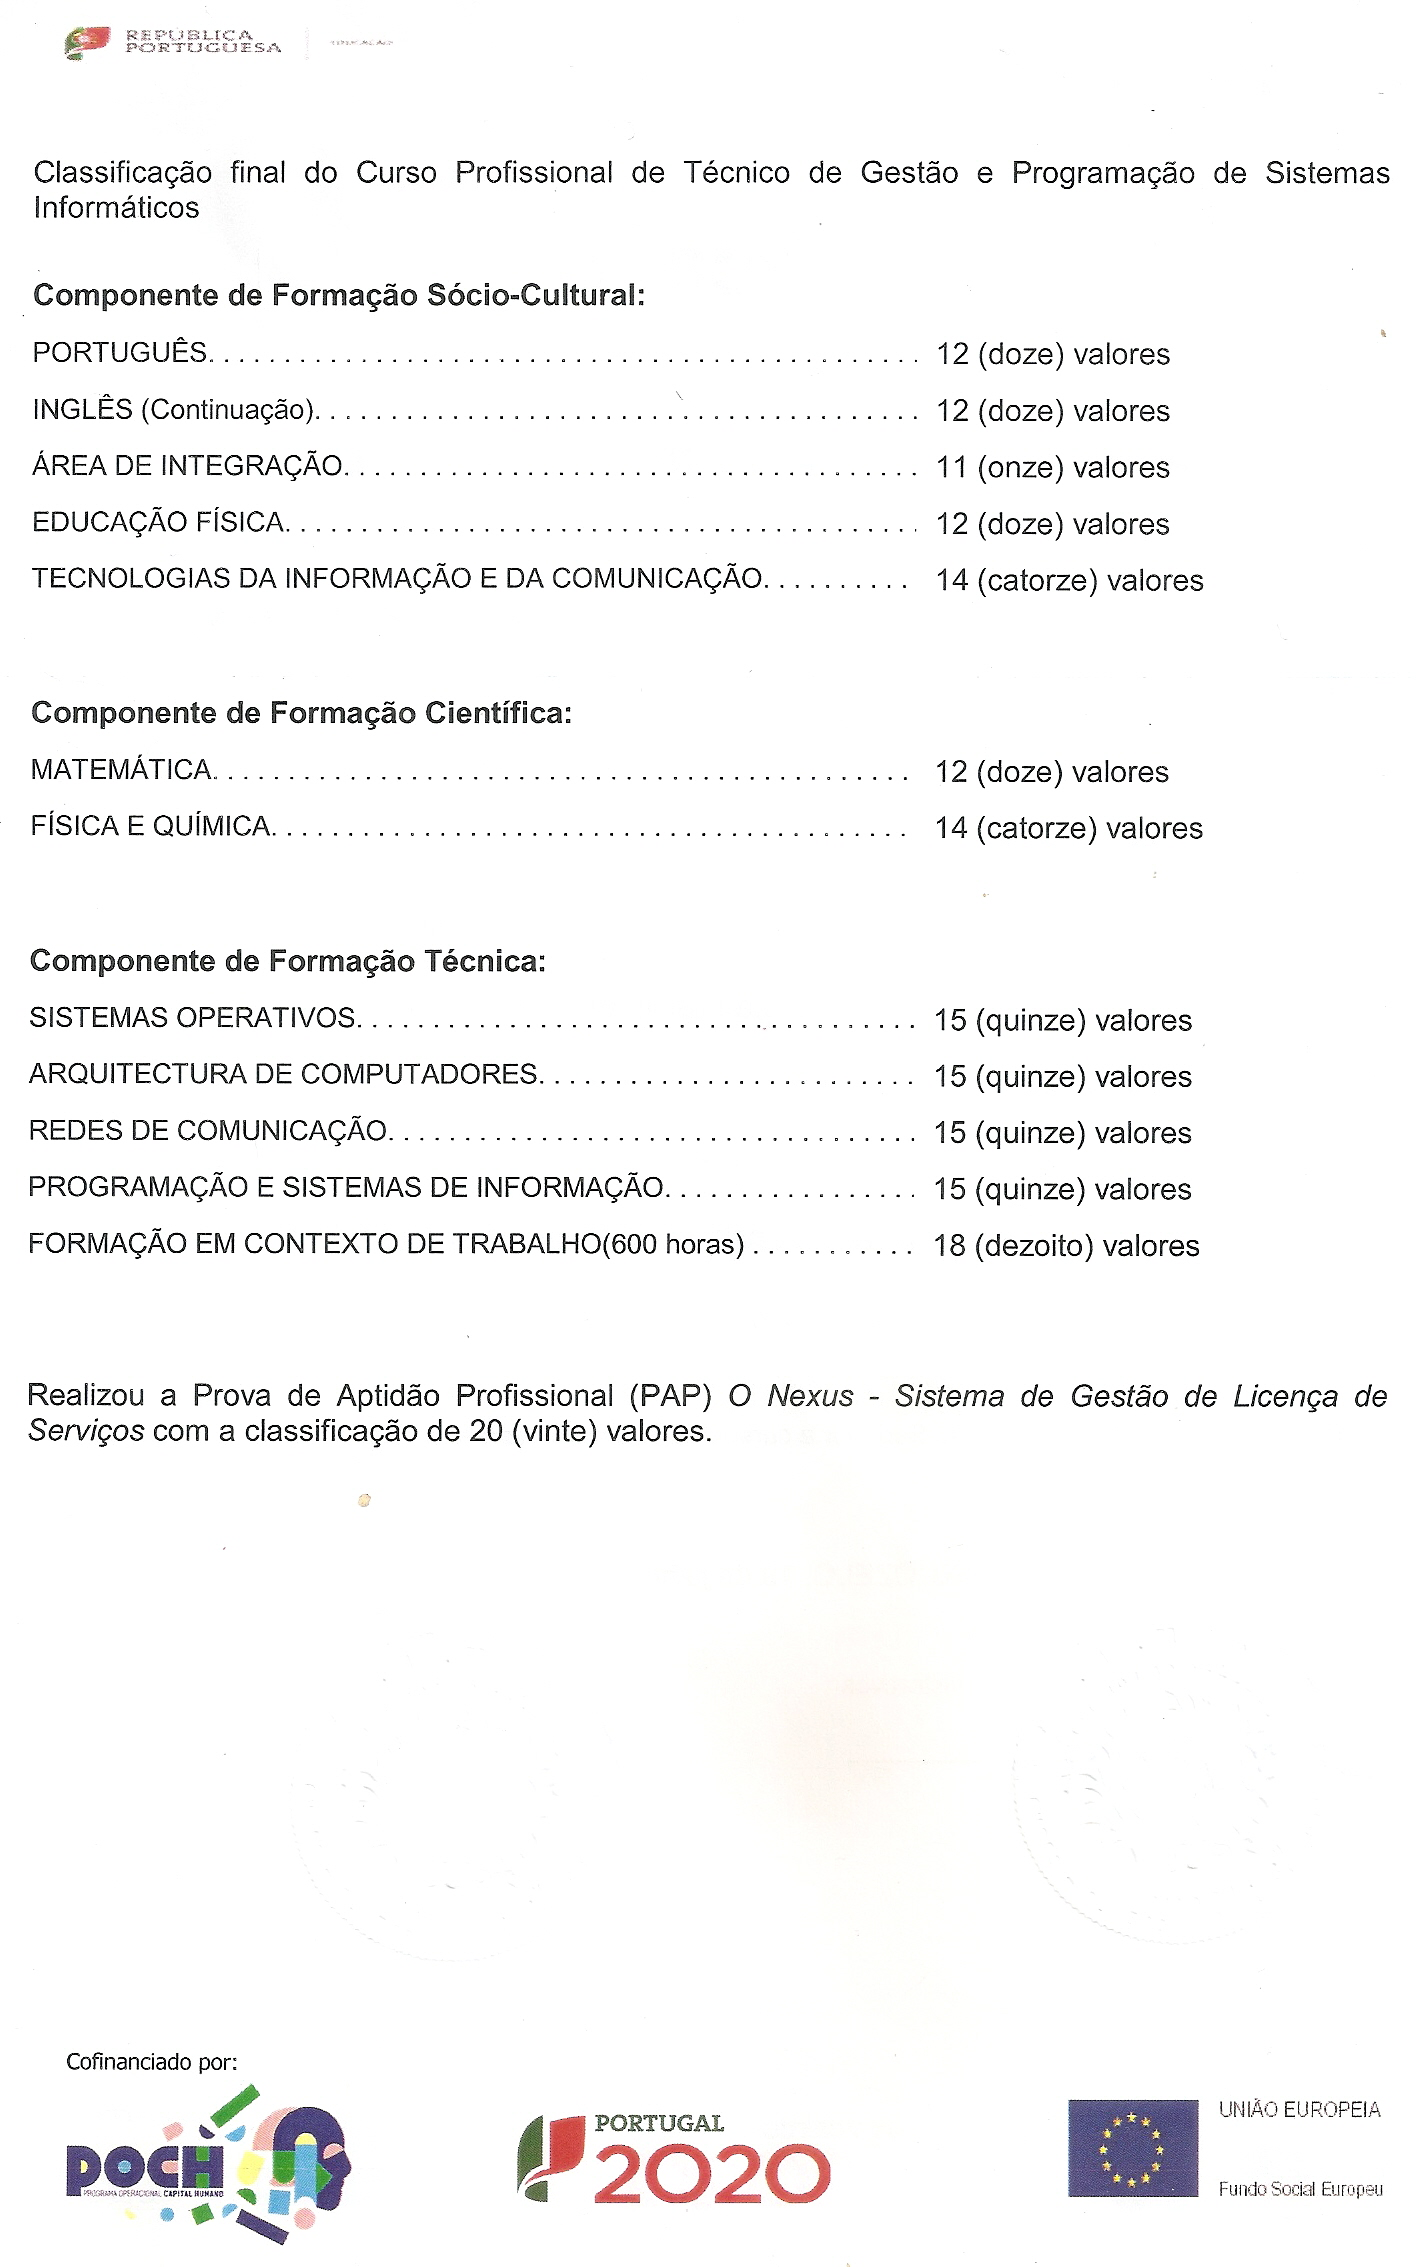 REPÚBLICA
PORTUGUESA
Classificação final do Curso Profissional de Técnico de Gestão e Programação de Sistemas
Informáticos
Componente de Formação Sócio-Cultural:
PORTUGUÊS. . . . . . . . . . . . . . . . . . . . . . . . . . . . . . . . . . . . . . . . . . . . . . . . 12 (doze) valores
INGLÊS (Continuação). . . . . . . . . . . . . . . . . . . . . . . . . . . . . . . . . . . . . . . . . 12 (doze) valores
ÁREA DE INTEGRAÇÃO. . . . . . . . . . . . . . . . . . . . . . . . . . . . . . . . . . . . . . . 11 (onze) valores
EDUCAÇÃO FÍSICA. . . . . . . . . . . . . . . . . . . . . . . . . . . . . . . . . . . . . . . . . . . 12 (doze) valores
TECNOLOGIAS DA INFORMAÇÃO E DA COMUNICAÇÃO. . . . . . . . . . 14 (catorze) valores
Componente de Formação Científica:
MATEMÁTICA. . . . . . . . . . . . . . . . . . . . . . . . . . . . . . . . . . . . . . . . . . . . . . . 12 (doze) valores
FÍSICA E QUÍMICA. . . . . . . . . . . . . . . . . . . . . . . . . . . . . . . . . . . . . . . . . . . 14 (catorze) valores
Componente de Formação Técnica:
SISTEMAS OPERATIVOS. . . . . . . . . . . . . . . . . . . . . . . . . . . . . . . . . . . . . . 15 (quinze) valores
ARQUITECTURA DE COMPUTADORES. . . . . . . . . . . . . . . . . . . . . . . . . 15 (quinze) valores
REDES DE COMUNICAÇÃO. . . . . . . . . . . . . . . . . . . . . . . . . . . . . . . . . . . . 15 (quinze) valores
PROGRAMAÇÃO E SISTEMAS DE INFORMAÇÃO. . . . . . . . . . . . . . . . . 15 (quinze) valores
FORMAÇÃO EM CONTEXTO DE TRABALHO(600 horas) . . . . . . . . . . . 18 (dezoito) valores
Realizou a Prova de Aptidão Profissional (PAP) O Nexus - Sistema de Gestão de Licença de
Serviços com a classificação de 20 (vinte) valores.
Cofinanciado por:
POCH
PROGRAMA OPERACIONAL CAPITAL HUMANO
PORTUGAL
2020
UNIÃO EUROPEIA
Fundo Social Europeu